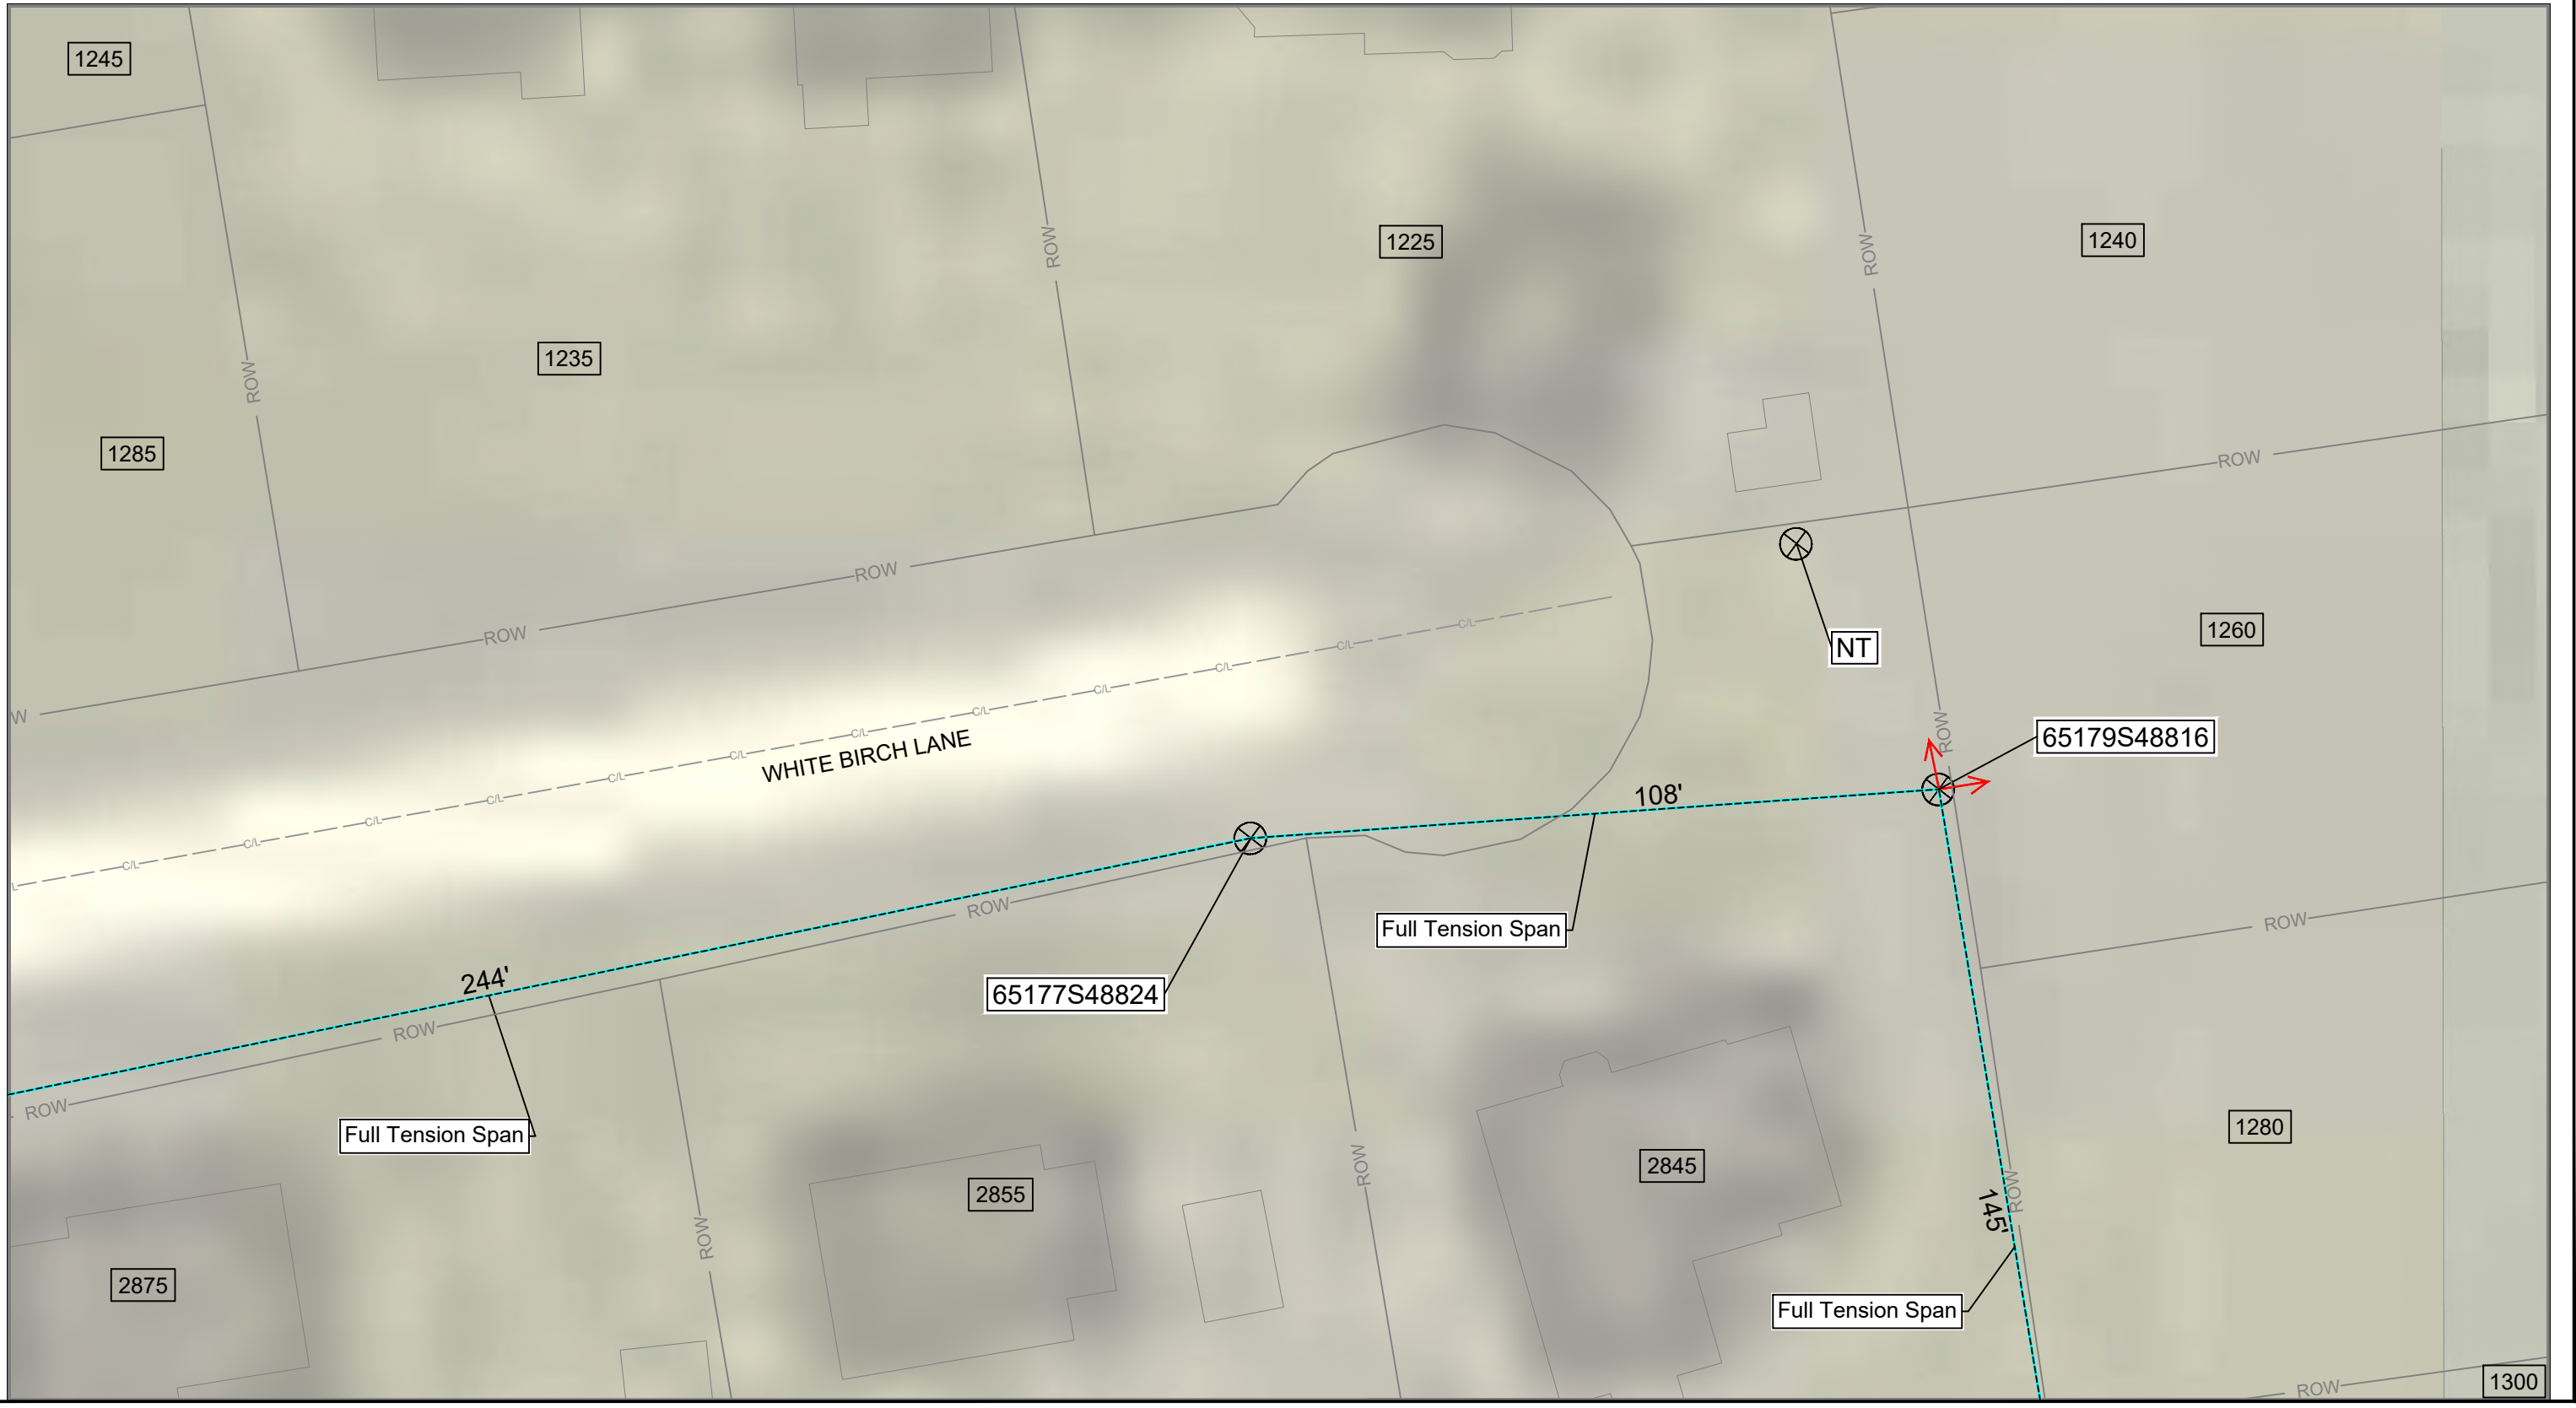 1245
1225
1240
ROW
ROW
1235
ROW
1285
ROW
ROW
ROW
1260
NT
C/L
C/L
C/L
C/L
W
ROW
65179S48816
C/L
C/L
C/L
WHITE BIRCH LANE
C/L
C/L
108'
C/L
C/L
C/L
L
ROW
ROW
Full Tension Span
244'
65177S48824
ROW
ROW
Full Tension Span
1280
ROW
2845
ROW
2855
145'
ROW
2875
Full Tension Span
1300
ROW